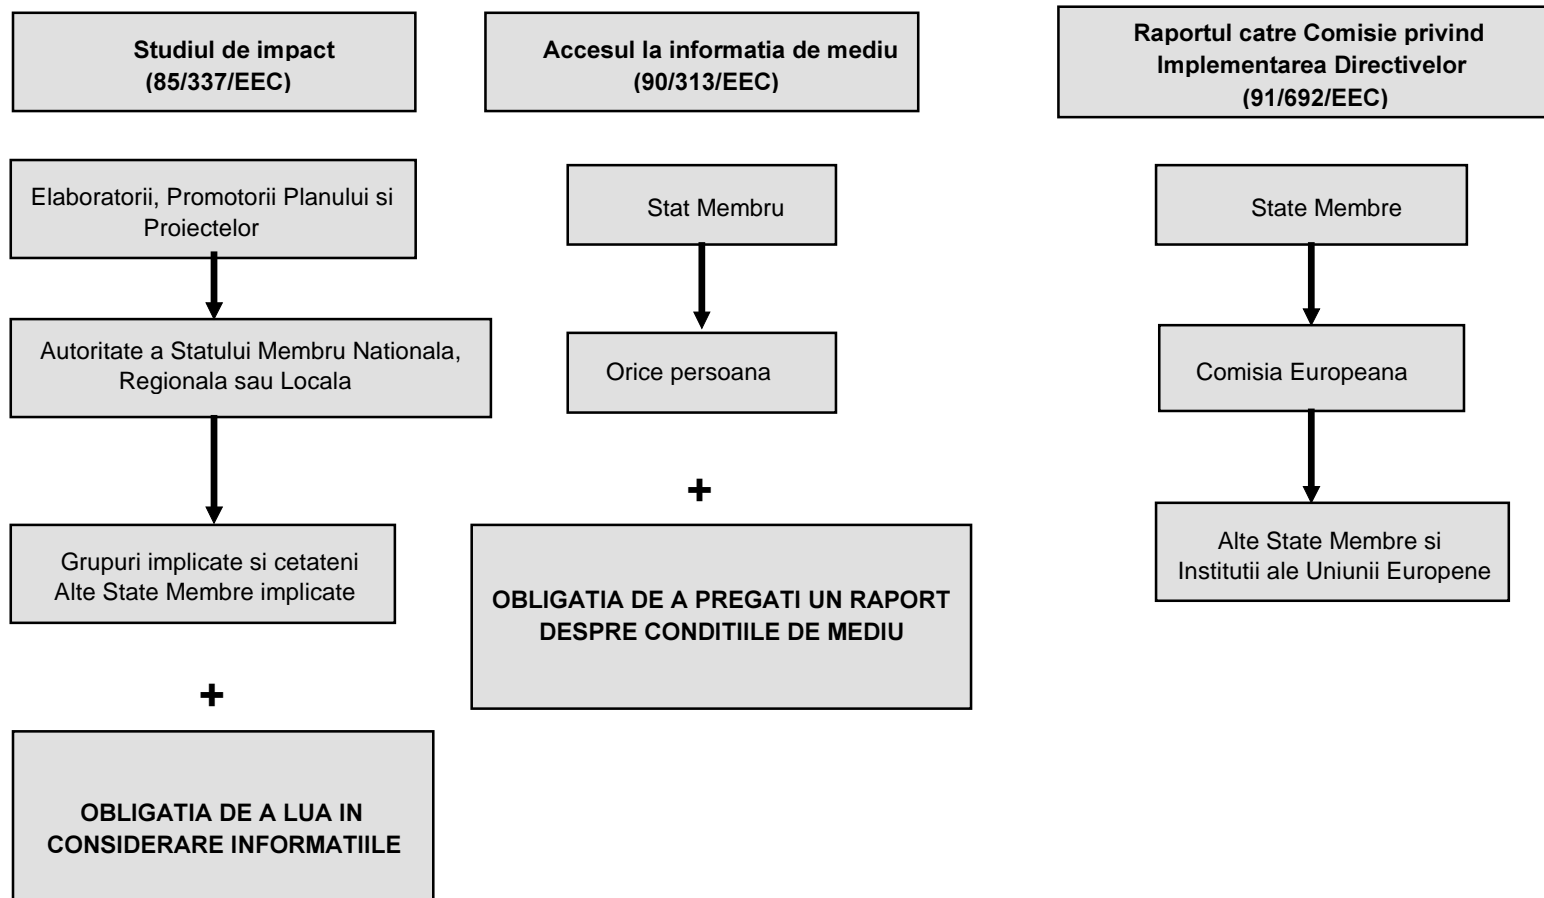 Studiul de impact
(85/337/EEC)
Elaboratorii, Promotorii Planului si
Proiectelor
Autoritate a Statului Membru Nationala,
Regionala sau Locala
Grupuri implicate si cetateni
Alte State Membre implicate
+
OBLIGATIA DE A LUA IN
CONSIDERARE INFORMATIILE
Accesul la informatia de mediu
(90/313/EEC)
Stat Membru
Orice persoana
+
OBLIGATIA DE A PREGATI UN RAPORT
DESPRE CONDITIILE DE MEDIU
Raportul catre Comisie privind
Implementarea Directivelor
(91/692/EEC)
State Membre
Comisia Europeana
Alte State Membre si
Institutii ale Uniunii Europene